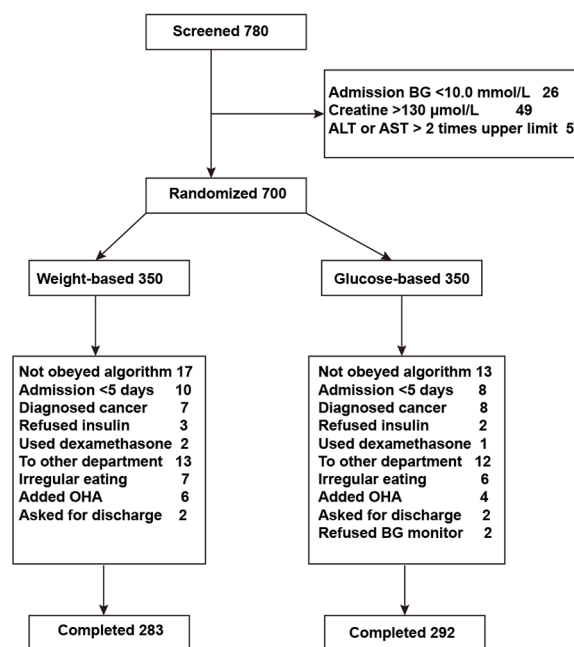 Screened 780
Admission BG <10.0 mmol/L 26
Creatine >130 μmol/L 49
ALT or AST > 2 times upper limit 5
Randomized 700
Weight-based 350
Glucose-based 350
Not obeyed algorithm 17
Admission <5 days 10
Diagnosed cancer 7
Refused insulin 3
Used dexamethasone 2
To other department 13
Irregular eating 7
Added OHA 6
Asked for discharge 2
Not obeyed algorithm 13
Admission <5 days 8
Diagnosed cancer 8
Refused insulin 2
Used dexamethasone 1
To other department 12
Irregular eating 6
Added OHA 4
Asked for discharge 2
Refused BG monitor 2
Completed 283
Completed 292